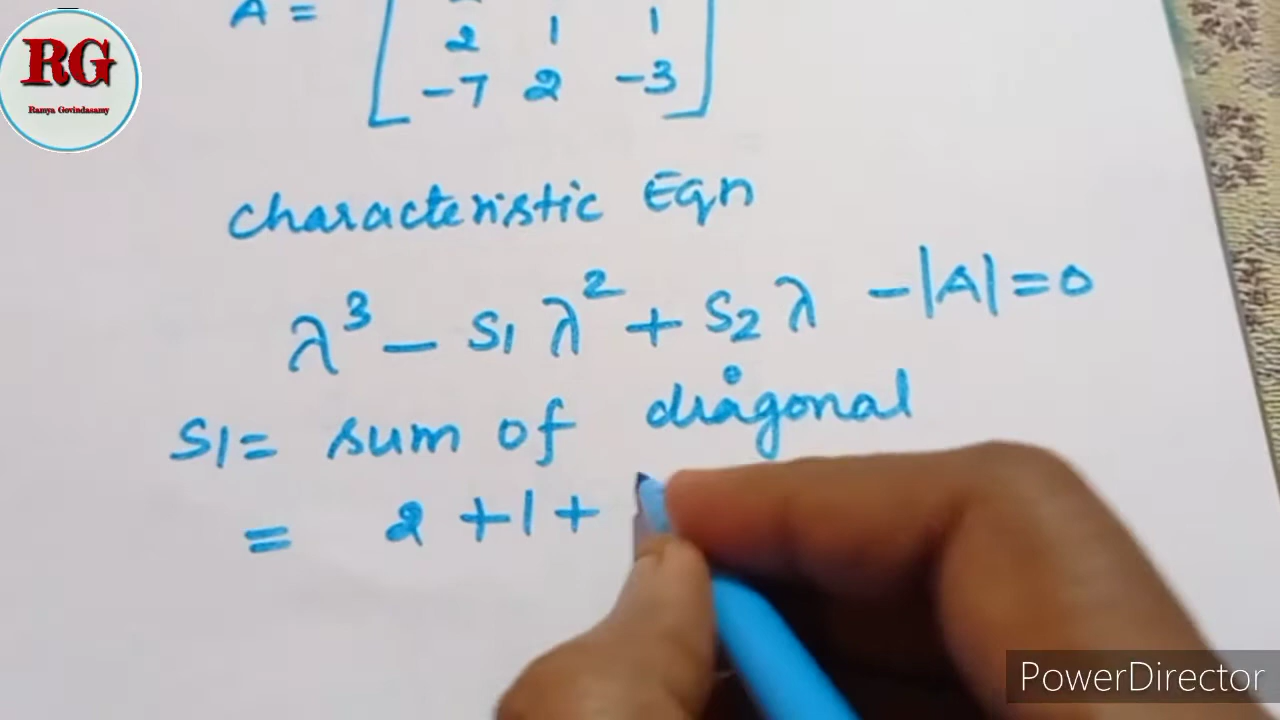 RG
Ramya Govindasamy
A =
2 1 1
-7 2 -3
characteristic Eqn
λ³ - S₁ λ² + S₂ λ - |A| = 0
S₁ = sum of diagonal
= 2 + 1 +
PowerDirector